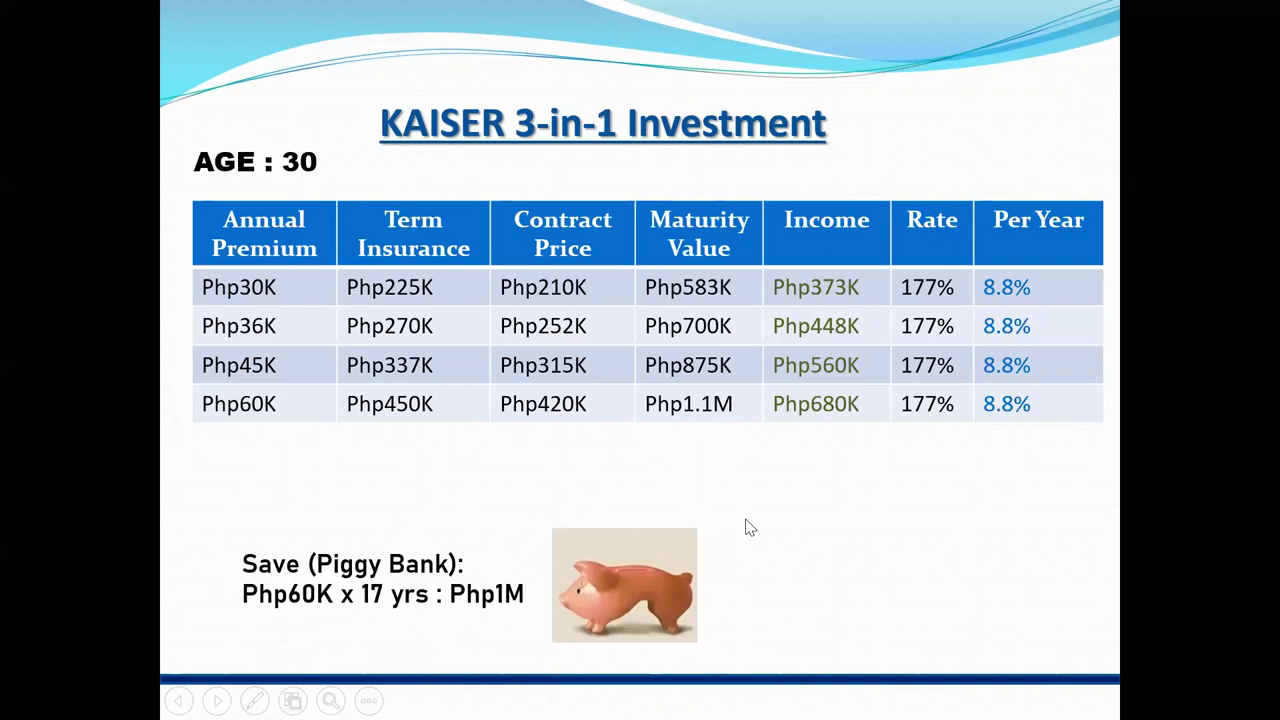 KAISER 3-in-1 Investment
AGE : 30
Annual Premium Term Insurance Contract Price Maturity Value Income Rate Per Year
Php30K Php225K Php210K Php583K Php373K 177% 8.8%
Php36K Php270K Php252K Php700K Php448K 177% 8.8%
Php45K Php337K Php315K Php875K Php560K 177% 8.8%
Php60K Php450K Php420K Php1.1M Php680K 177% 8.8%
Save (Piggy Bank):
Php60K x 17 yrs : Php1M